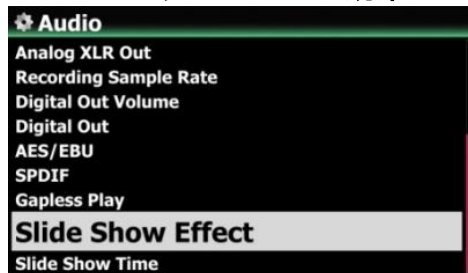 Audio
Analog XLR Out
Recording Sample Rate
Digital Out Volume
Digital Out
AES/EBU
SPDIF
Gapless Play
Slide Show Effect
Slide Show Time